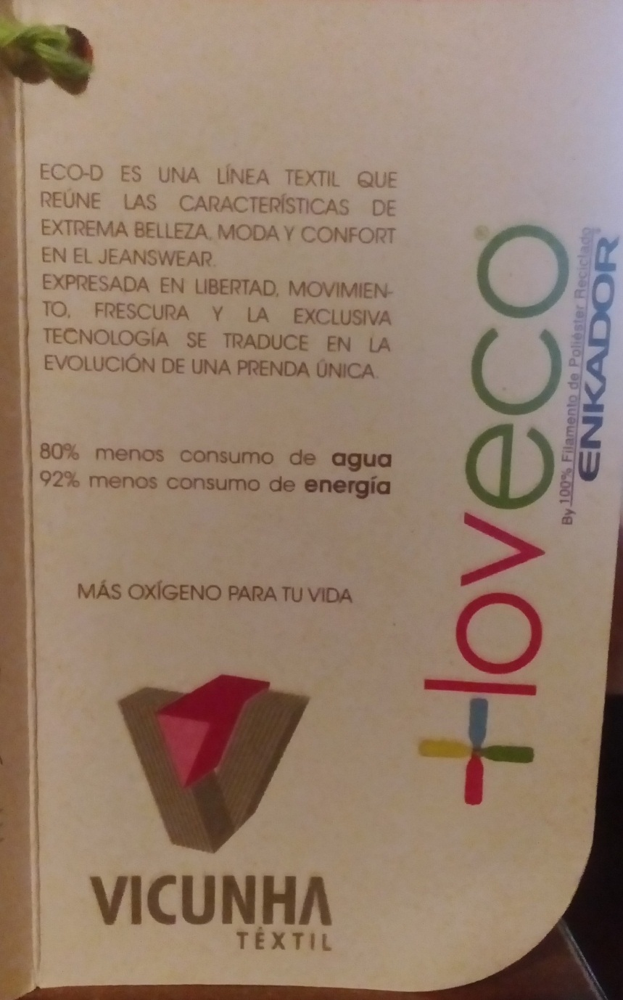 ECO-D ES UNA LÍNEA TEXTIL QUE
REÚNE LAS CARACTERÍSTICAS DE
EXTREMA BELLEZA, MODA Y CONFORT
EN EL JEANSWEAR.
EXPRESADA EN LIBERTAD, MOVIMIEN-
TO, FRESCURA Y LA EXCLUSIVA
TECNOLOGÍA SE TRADUCE EN LA
EVOLUCIÓN DE UNA PRENDA ÚNICA.
80% menos consumo de agua
92% menos consumo de energía
MÁS OXÍGENO PARA TU VIDA
VICUNHA
TÊXTIL
+loveco®
By 100% Filamento de Poliéster Reciclado
ENKADOR®